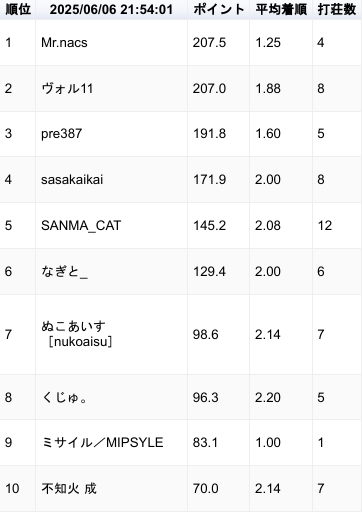 順位 2025/06/06 21:54:01 ポイント 平均着順 打荘数
1 Mr.nacs 207.5 1.25 4
2 ヴォル11 207.0 1.88 8
3 pre387 191.8 1.60 5
4 sasakaikai 171.9 2.00 8
5 SANMA_CAT 145.2 2.08 12
6 なぎと_ 129.4 2.00 6
7 ぬこあいす 98.6 2.14 7
［nukoaisu］
8 くじゅ。 96.3 2.20 5
9 ミサイル／MIPSYLE 83.1 1.00 1
10 不知火 成 70.0 2.14 7